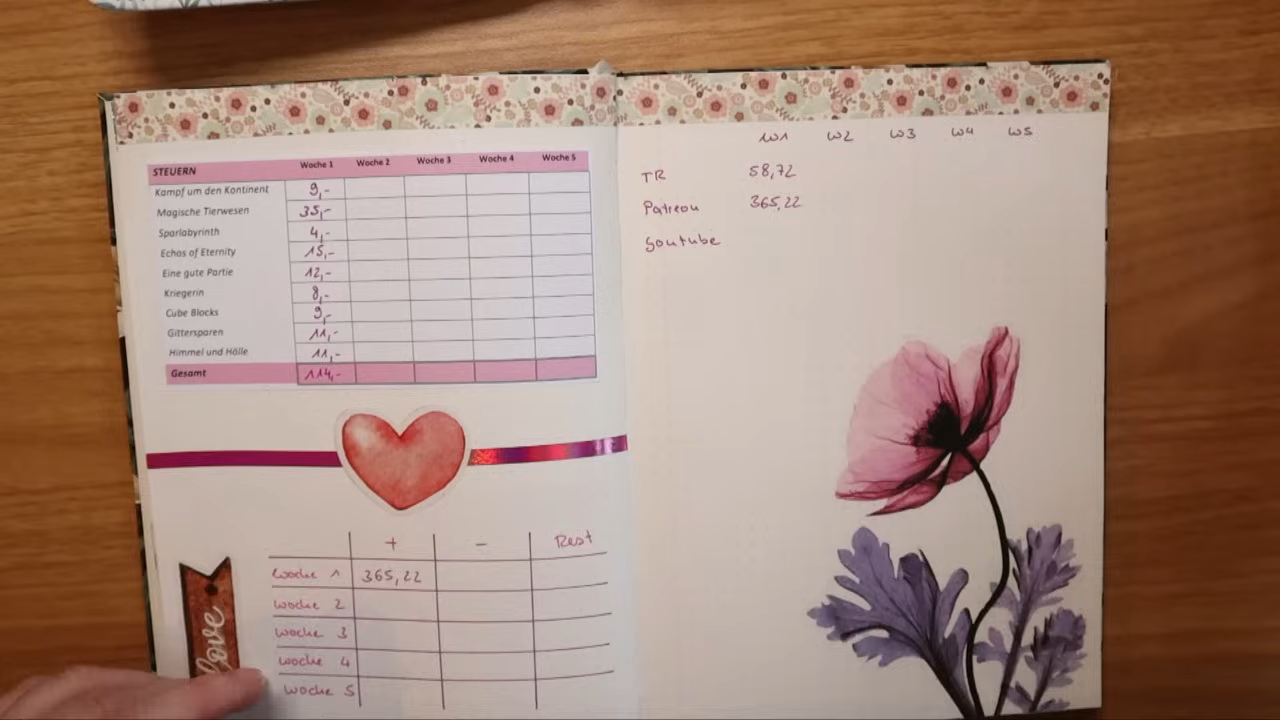 STEUERN Woche 1 Woche 2 Woche 3 Woche 4 Woche 5
Kampf um den Kontinent 9,-
Magische Tierwesen 35,-
Sparlabyrinth 4,-
Echos of Eternity 15,-
Eine gute Partie 12,-
Kriegerin 8,-
Cube Blocks 9,-
Gittersparen 11,-
Himmel und Hölle 11,-
Gesamt 114,-
+ - Rest
Woche 1 365,22
Woche 2
Woche 3
Woche 4
Woche 5
love
W1 W2 W3 W4 W5
TR 58,72
Patreon 365,22
Youtube